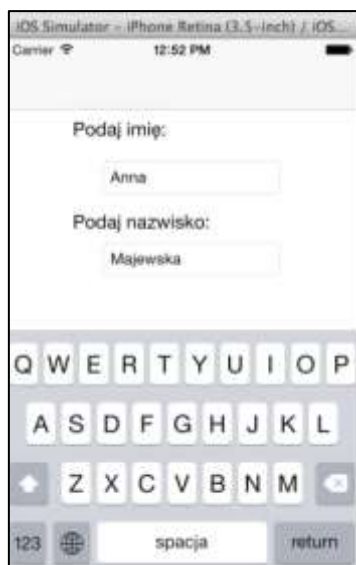 iOS Simulator – iPhone Retina (3.5-inch) / iOS...
Carrier 12:52 PM
Podaj imię:
Anna
Podaj nazwisko:
Majewska
Q W E R T Y U I O P
A S D F G H J K L
Z X C V B N M
123 spacja return